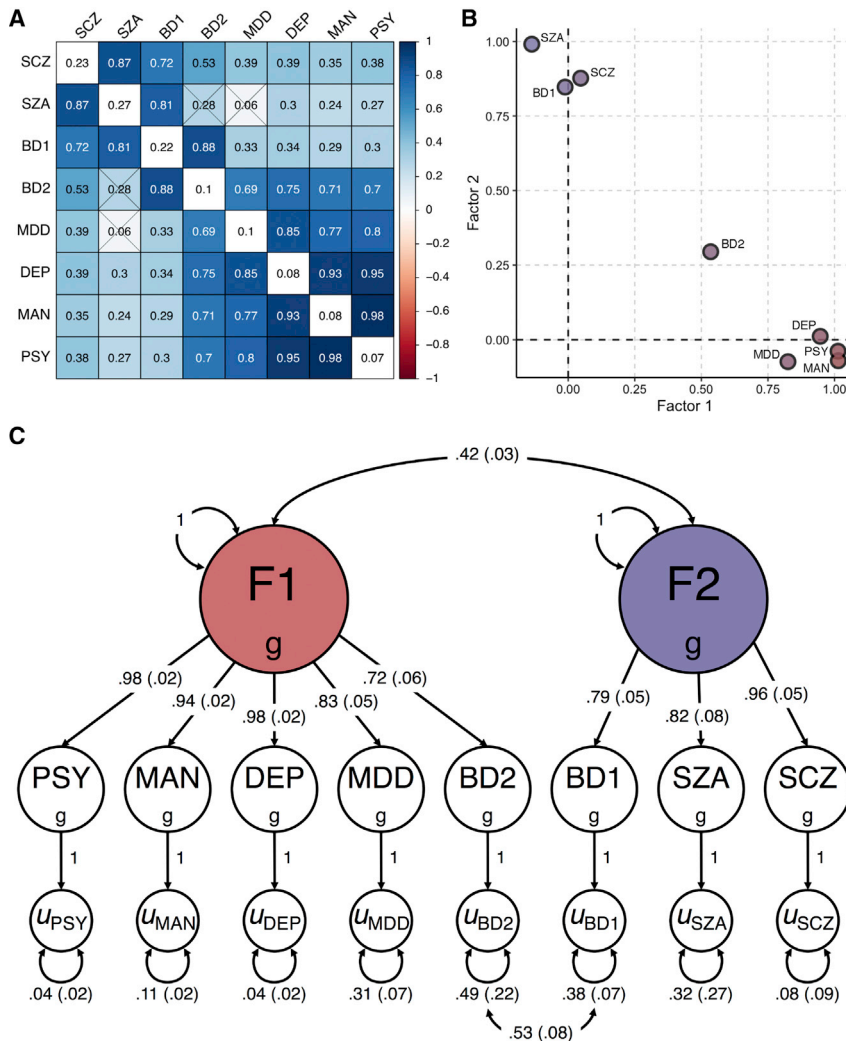 A
SCZ SZA BD1 BD2 MDD DEP MAN PSY
SCZ 0.23 0.87 0.72 0.53 0.39 0.39 0.35 0.38
SZA 0.87 0.27 0.81 0.28 0.06 0.3 0.24 0.27
BD1 0.72 0.81 0.22 0.88 0.33 0.34 0.29 0.3
BD2 0.53 0.28 0.88 0.1 0.69 0.75 0.71 0.7
MDD 0.39 0.06 0.33 0.69 0.1 0.85 0.77 0.8
DEP 0.39 0.3 0.34 0.75 0.85 0.08 0.93 0.95
MAN 0.35 0.24 0.29 0.71 0.77 0.93 0.08 0.98
PSY 0.38 0.27 0.3 0.7 0.8 0.95 0.98 0.07
1
0.8
0.6
0.4
0.2
0
−0.2
−0.4
−0.6
−0.8
−1
B
Factor 2
1.00
0.75
0.50
0.25
0.00
SZA
SCZ
BD1
BD2
DEP
PSY
MDD
MAN
0.00 0.25 0.50 0.75 1.00
Factor 1
C
.42 (.03)
1 1
F1 F2
g g
.98 (.02) .94 (.02) .98 (.02) .83 (.05) .72 (.06) .79 (.05) .82 (.08) .96 (.05)
PSY MAN DEP MDD BD2 BD1 SZA SCZ
g g g g g g g g
1 1 1 1 1 1 1 1
uPSY uMAN uDEP uMDD uBD2 uBD1 uSZA uSCZ
.04 (.02) .11 (.02) .04 (.02) .31 (.07) .49 (.22) .38 (.07) .32 (.27) .08 (.09)
.53 (.08)